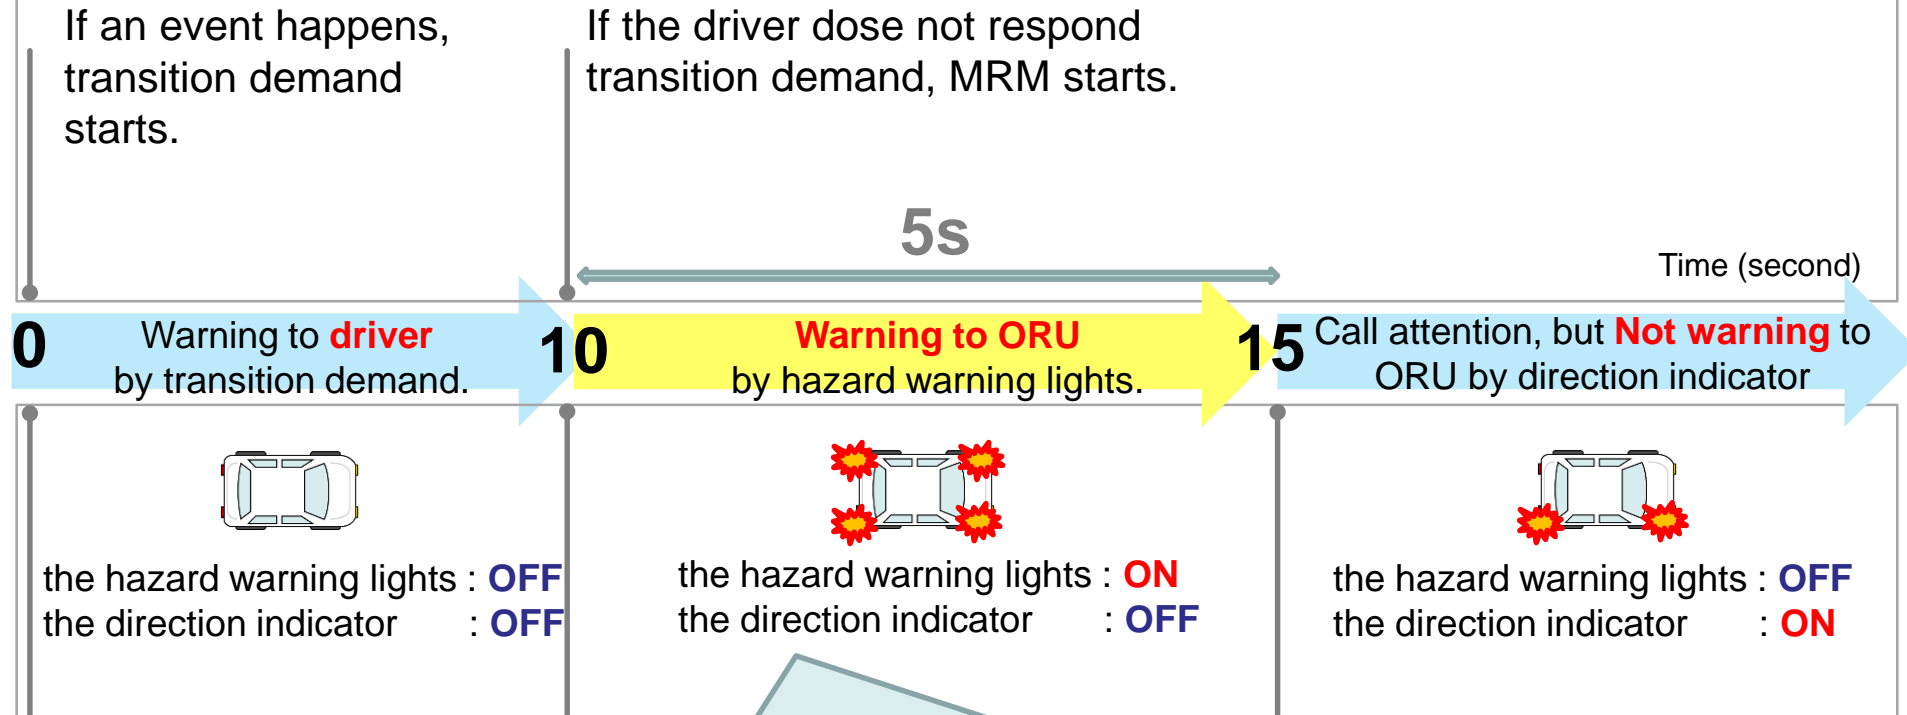 If an event happens,
transition demand
starts.
If the driver dose not respond
transition demand, MRM starts.
5s
Time (second)
0
Warning to driver
by transition demand.
10
Warning to ORU
by hazard warning lights.
15
Call attention, but Not warning to
ORU by direction indicator
the hazard warning lights : OFF
the direction indicator : OFF
the hazard warning lights : ON
the direction indicator : OFF
the hazard warning lights : OFF
the direction indicator : ON